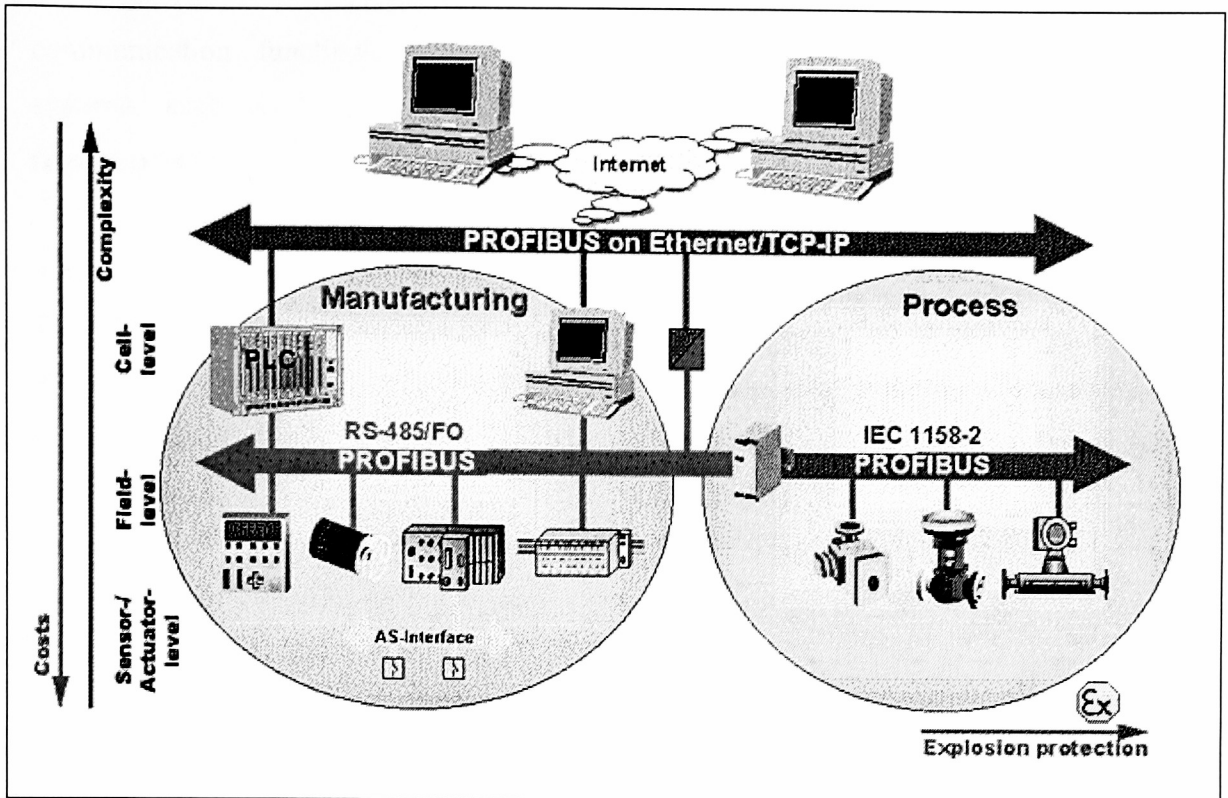 Internet
PROFIBUS on Ethernet/TCP-IP
Complexity
Manufacturing
Process
Cell-
level
PLC
RS-485/FO
IEC 1158-2
PROFIBUS
PROFIBUS
Field-
level
Costs
Sensor-/
Actuator-
level
AS-Interface
Ex
Explosion protection